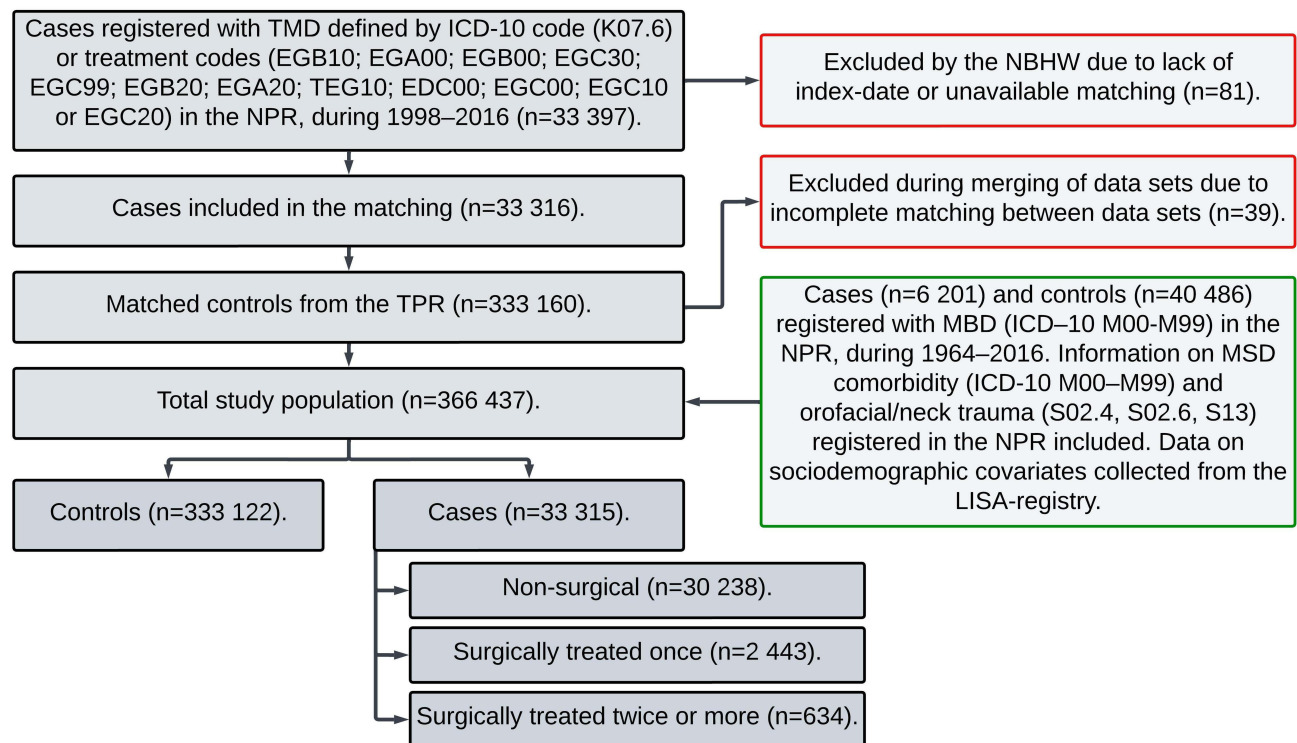 Cases registered with TMD defined by ICD-10 code (K07.6)
or treatment codes (EGB10; EGA00; EGB00; EGC30;
EGC99; EGB20; EGA20; TEG10; EDC00; EGC00; EGC10
or EGC20) in the NPR, during 1998–2016 (n=33 397).
Excluded by the NBHW due to lack of
index-date or unavailable matching (n=81).
Cases included in the matching (n=33 316).
Excluded during merging of data sets due to
incomplete matching between data sets (n=39).
Matched controls from the TPR (n=333 160).
Cases (n=6 201) and controls (n=40 486)
registered with MBD (ICD–10 M00-M99) in the
NPR, during 1964–2016. Information on MSD
comorbidity (ICD-10 M00–M99) and
orofacial/neck trauma (S02.4, S02.6, S13)
registered in the NPR included. Data on
sociodemographic covariates collected from the
LISA-registry.
Total study population (n=366 437).
Controls (n=333 122).
Cases (n=33 315).
Non-surgical (n=30 238).
Surgically treated once (n=2 443).
Surgically treated twice or more (n=634).